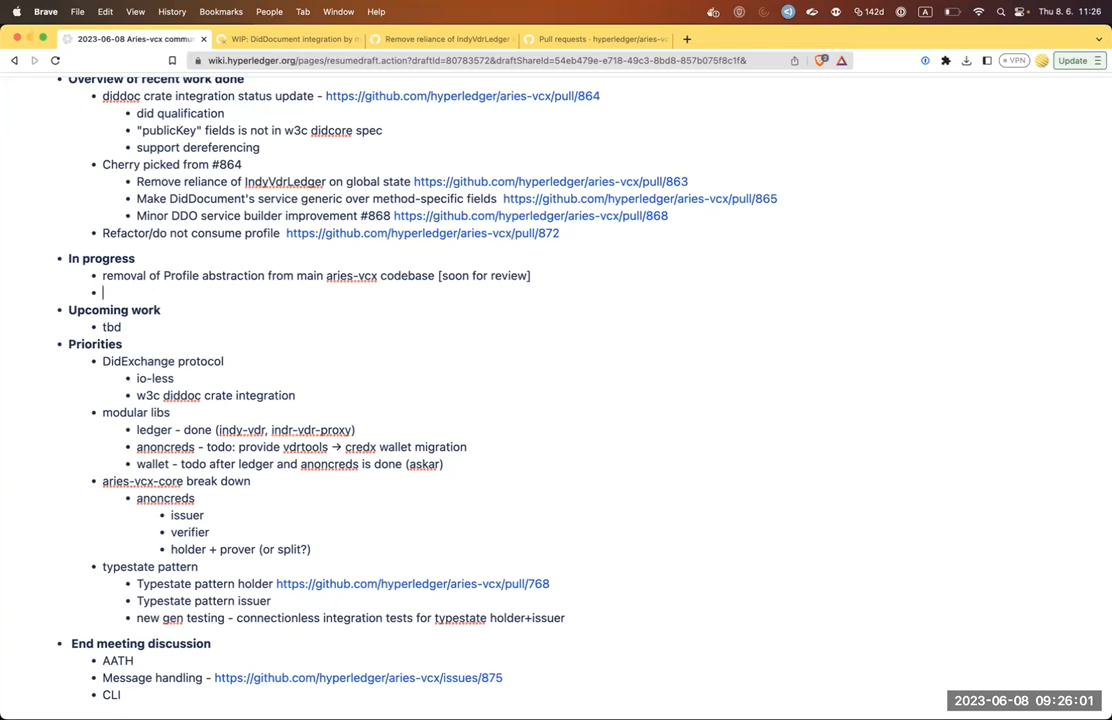 Brave File Edit View History Bookmarks People Tab Window Help 142d A Thu 8. 6. 11:26
2023-06-08 Aries-vcx commu WIP: DidDocument integration by m Remove reliance of IndyVdrLedger Pull requests · hyperledger/aries-vc
wiki.hyperledger.org/pages/resumedraft.action?draftId=80783572&draftShareId=54eb479e-e718-49c3-8bd8-857b075f8c1f& VPN Update
Overview of recent work done
diddoc crate integration status update - https://github.com/hyperledger/aries-vcx/pull/864
did qualification
"publicKey" fields is not in w3c didcore spec
support dereferencing
Cherry picked from #864
Remove reliance of IndyVdrLedger on global state https://github.com/hyperledger/aries-vcx/pull/863
Make DidDocument's service generic over method-specific fields https://github.com/hyperledger/aries-vcx/pull/865
Minor DDO service builder improvement #868 https://github.com/hyperledger/aries-vcx/pull/868
Refactor/do not consume profile https://github.com/hyperledger/aries-vcx/pull/872
In progress
removal of Profile abstraction from main aries-vcx codebase [soon for review]
Upcoming work
tbd
Priorities
DidExchange protocol
io-less
w3c diddoc crate integration
modular libs
ledger - done (indy-vdr, indr-vdr-proxy)
anoncreds - todo: provide vdrtools → credx wallet migration
wallet - todo after ledger and anoncreds is done (askar)
aries-vcx-core break down
anoncreds
issuer
verifier
holder + prover (or split?)
typestate pattern
Typestate pattern holder https://github.com/hyperledger/aries-vcx/pull/768
Typestate pattern issuer
new gen testing - connectionless integration tests for typestate holder+issuer
End meeting discussion
AATH
Message handling - https://github.com/hyperledger/aries-vcx/issues/875
CLI
2023-06-08 09:26:01